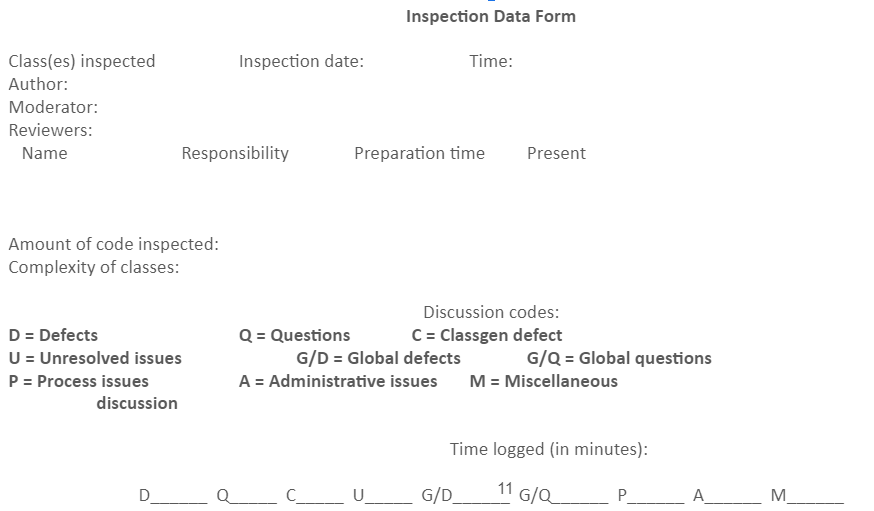 Inspection Data Form
Class(es) inspected Inspection date: Time:
Author:
Moderator:
Reviewers:
Name Responsibility Preparation time Present
Amount of code inspected:
Complexity of classes:
Discussion codes:
D = Defects Q = Questions C = Classgen defect
U = Unresolved issues G/D = Global defects G/Q = Global questions
P = Process issues A = Administrative issues M = Miscellaneous
discussion
Time logged (in minutes):
D______ Q_____ C_____ U_____ G/D______ 11 G/Q______ P______ A______ M______